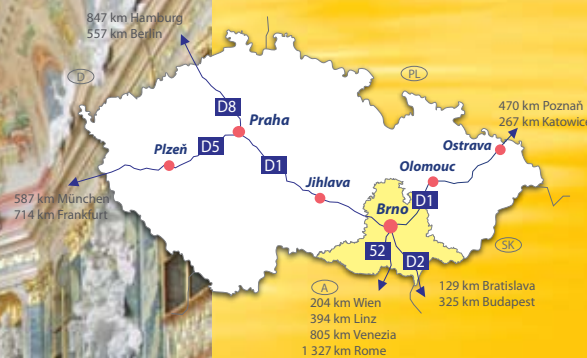 847 km Hamburg
557 km Berlin
D
PL
D8
Praha
470 km Poznań
267 km Katowice
Plzeň
D5
D1
Ostrava
Olomouc
Jihlava
D1
587 km München
714 km Frankfurt
Brno
52
D2
SK
A
129 km Bratislava
325 km Budapest
204 km Wien
394 km Linz
805 km Venezia
1 327 km Rome